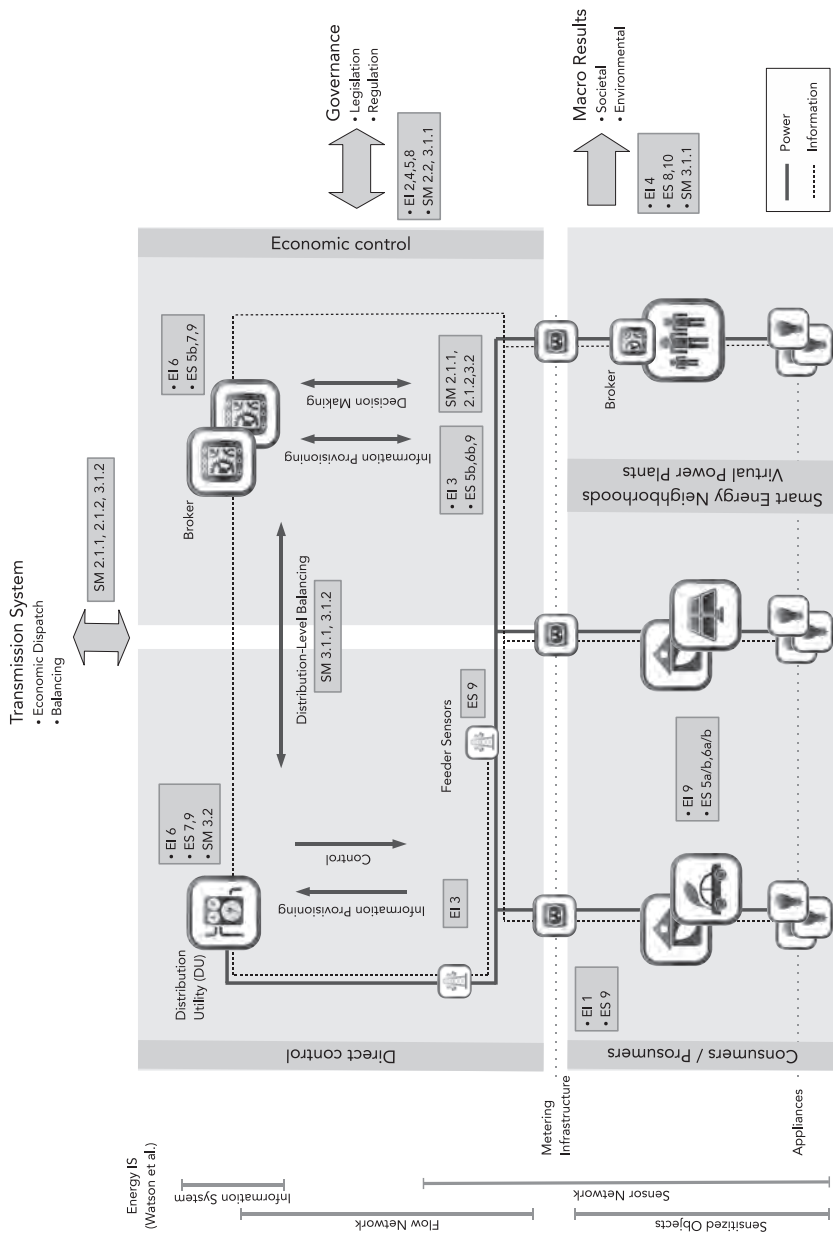 Transmission System
• Economic Dispatch
• Balancing
SM 2.1.1, 2.1.2, 3.1.2
Governance
• Legislation
• Regulation
• EI 2,4,5,8
• SM 2.2, 3.1.1
Macro Results
• Societal
• Environmental
• EI 4
• ES 8,10
• SM 3.1.1
Power
Information
Energy IS
(Watson et al.)
Information System
Flow Network
Sensor Network
Sensitized Objects
Direct control
Economic control
Distribution
Utility (DU)
• EI 6
• ES 7,9
• SM 3.2
Information Provisioning
Control
EI 3
Distribution-Level Balancing
SM 3.1.1, 3.1.2
Feeder Sensors
ES 9
Broker
• EI 6
• ES 5b,7,9
Information Provisioning
Decision Making
• EI 3
• ES 5b,6b,9
SM 2.1.1,
2.1.2,3.2
Metering
Infrastructure
Consumers / Prosumers
• EI 1
• ES 9
• EI 9
• ES 5a/b,6a/b
Smart Energy Neighborhoods
Virtual Power Plants
Broker
Appliances